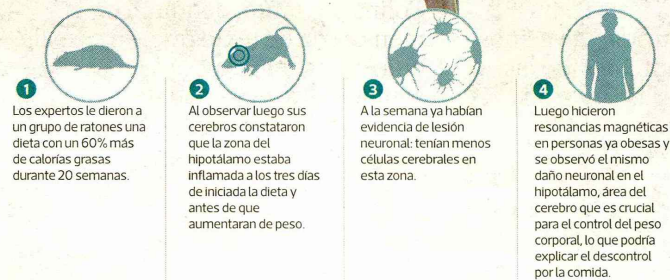 1
Los expertos le dieron a
un grupo de ratones una
dieta con un 60% más
de calorías grasas
durante 20 semanas.
2
Al observar luego sus
cerebros constataron
que la zona del
hipotálamo estaba
inflamada a los tres días
de iniciada la dieta y
antes de que
aumentaran de peso.
3
A la semana ya habían
evidencia de lesión
neuronal: tenían menos
células cerebrales en
esta zona.
4
Luego hicieron
resonancias magnéticas
en personas ya obesas y
se observó el mismo
daño neuronal en el
hipotálamo, área del
cerebro que es crucial
para el control del peso
corporal, lo que podría
explicar el descontrol
por la comida.